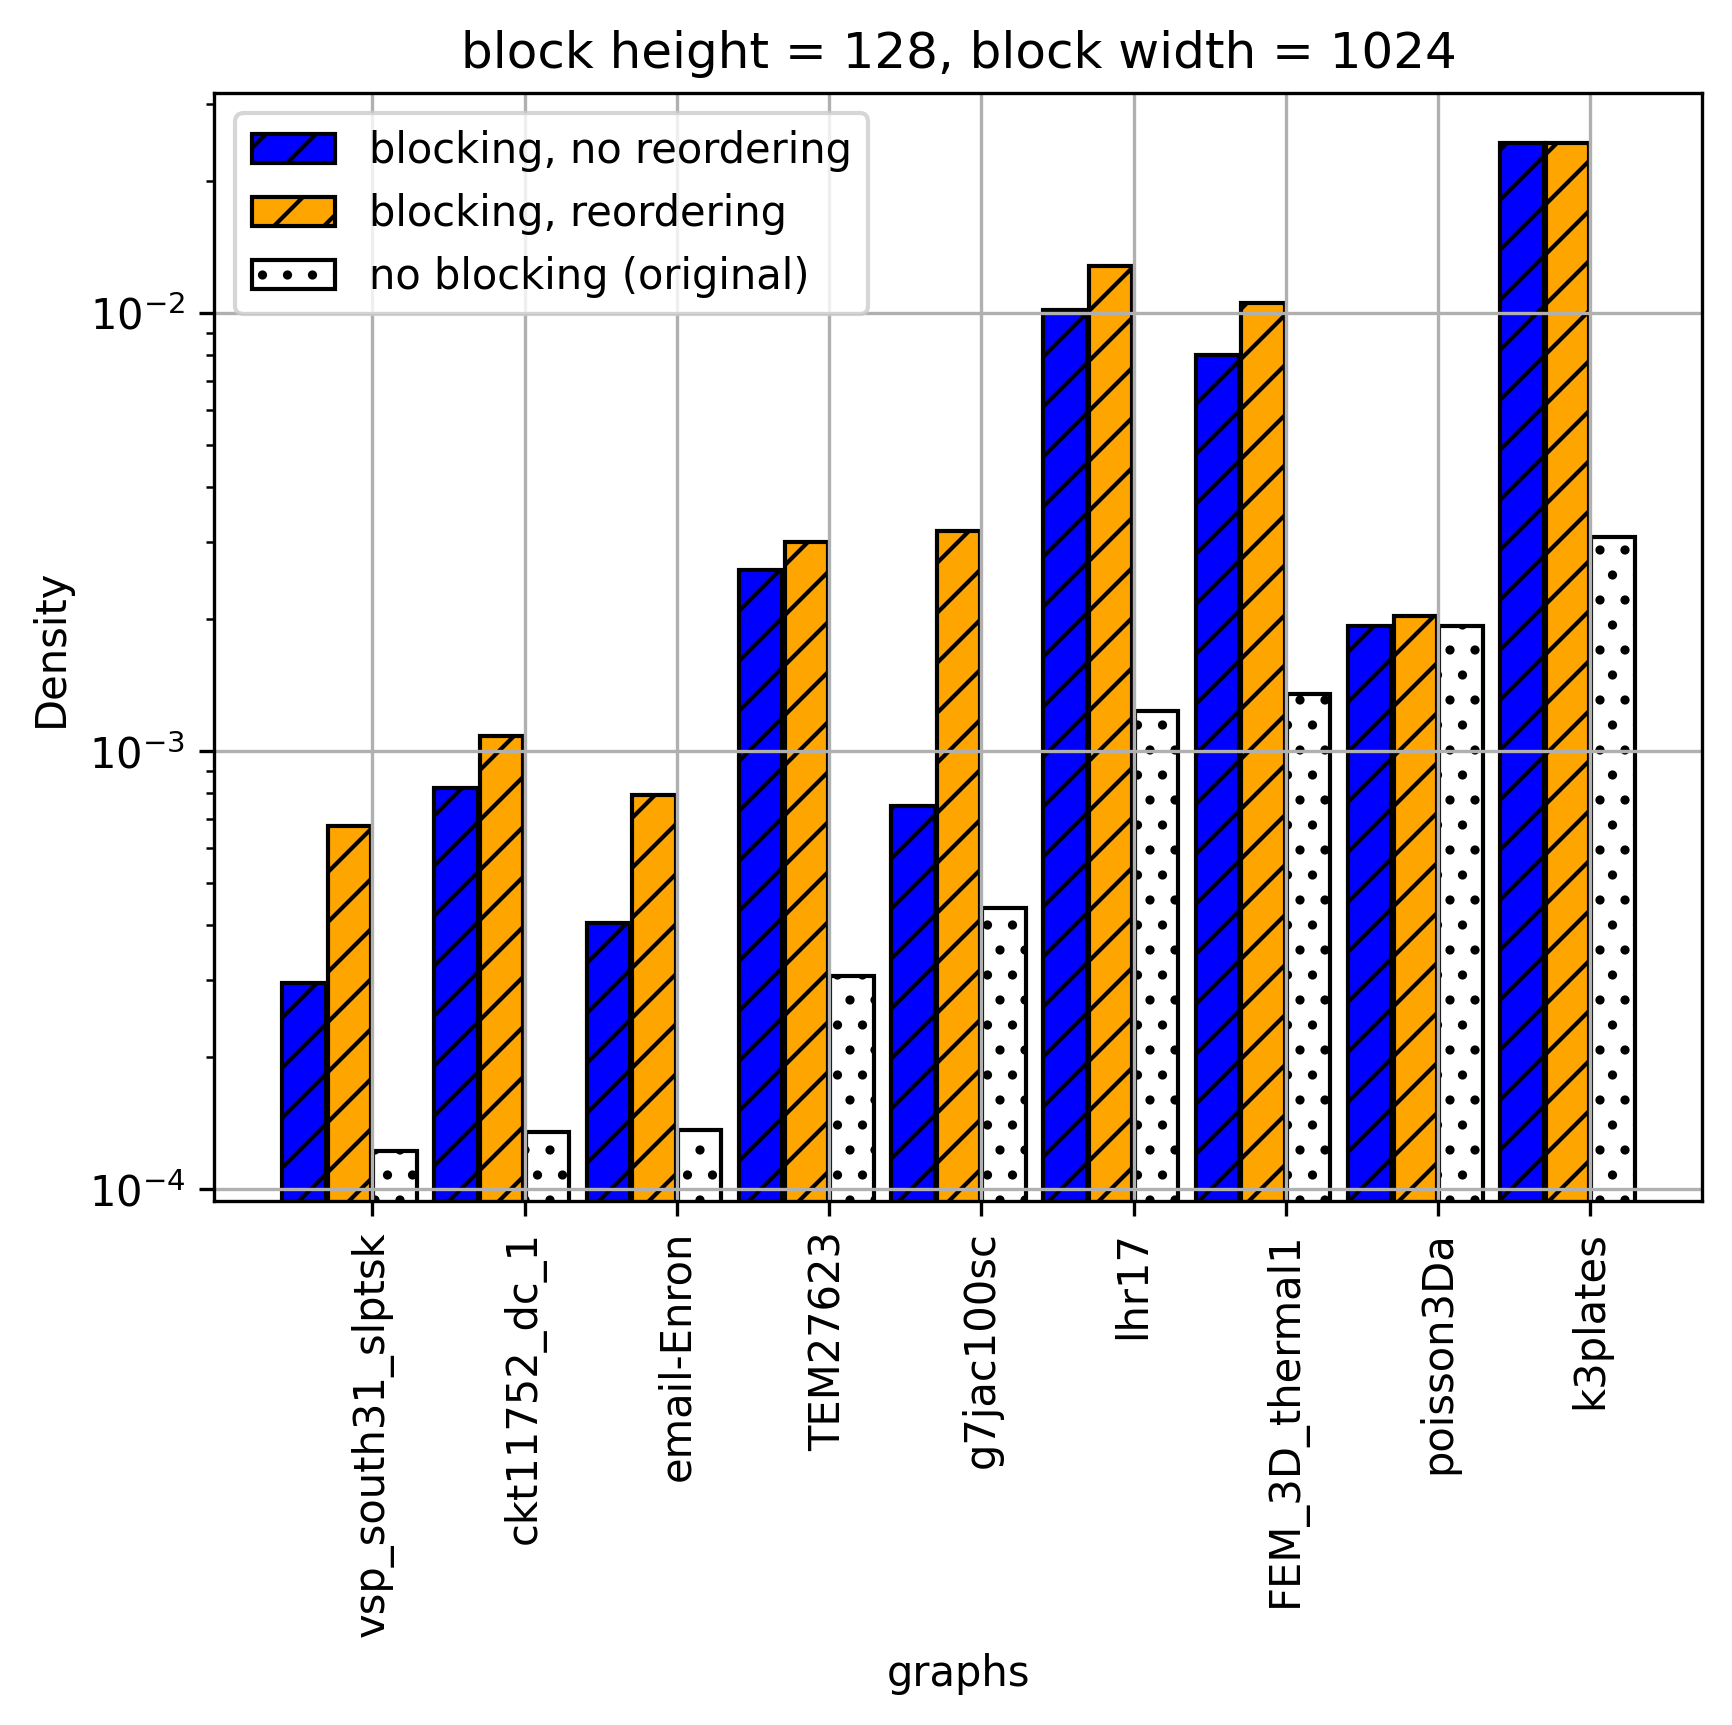 block height = 128, block width = 1024
blocking, no reordering
blocking, reordering
no blocking (original)
Density
10⁻²
10⁻³
10⁻⁴
vsp_south31_slptsk
ckt11752_dc_1
email-Enron
TEM27623
g7jac100sc
lhr17
FEM_3D_thermal1
poisson3Da
k3plates
graphs